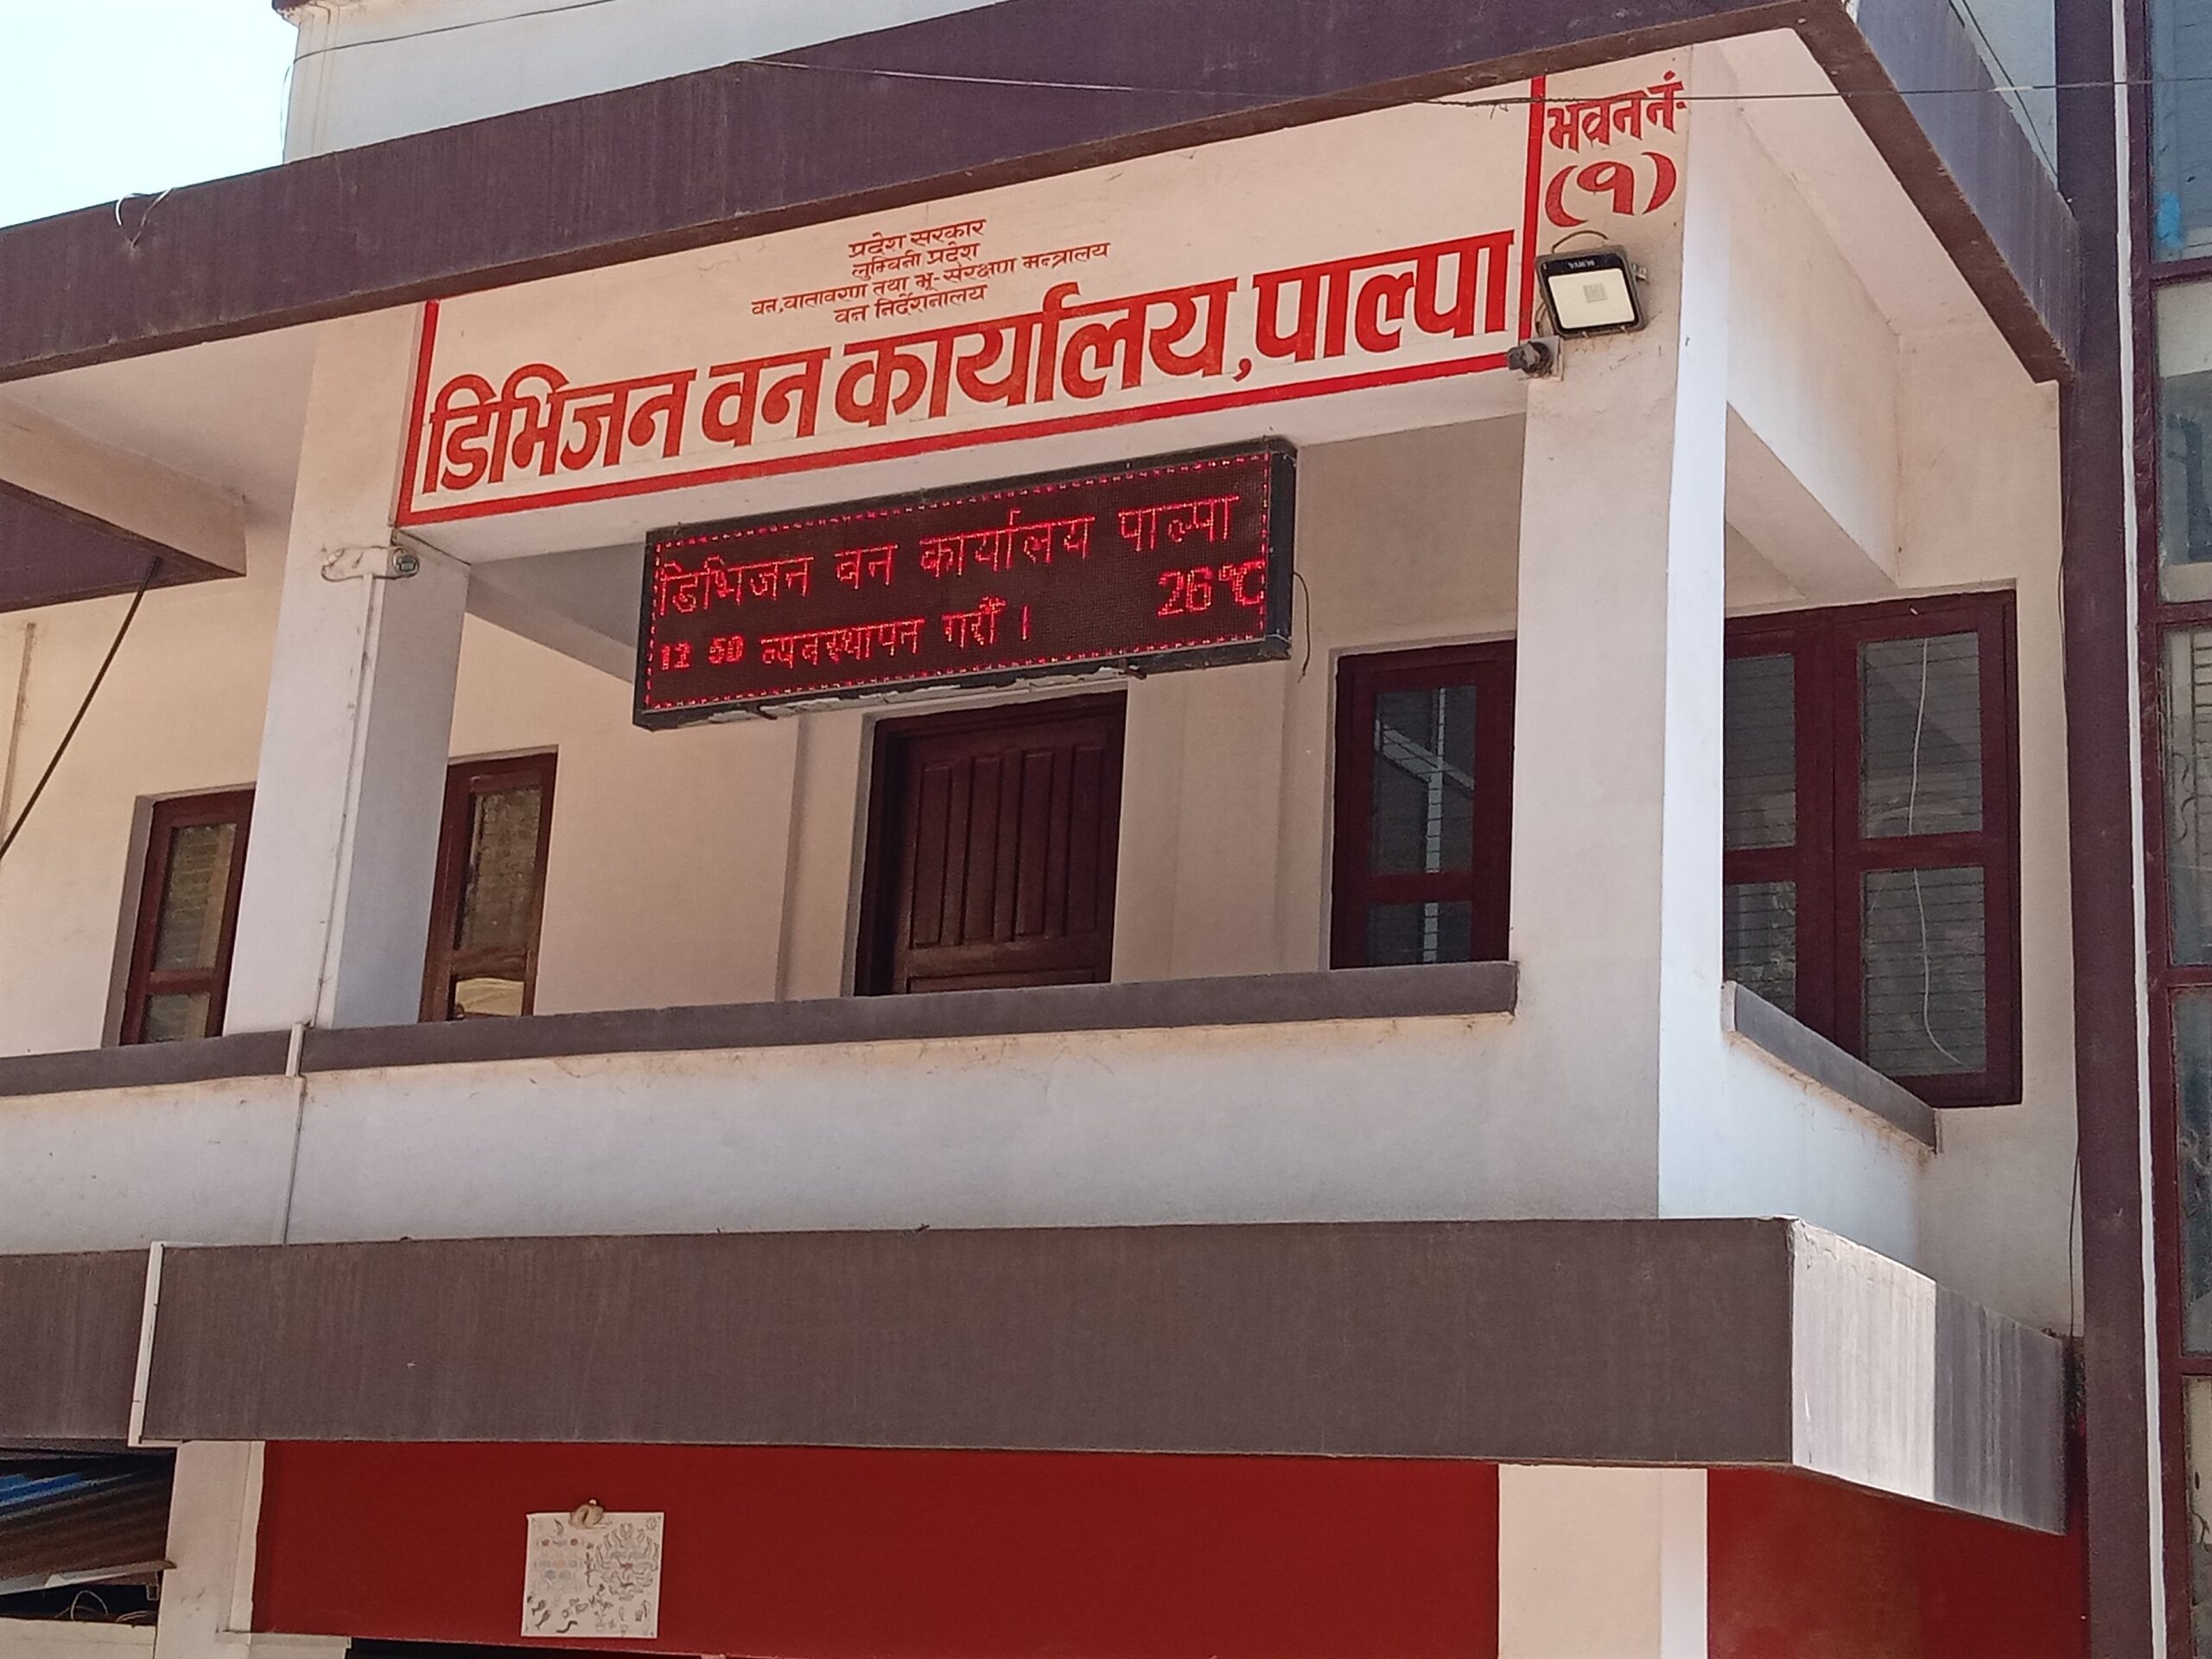 प्रदेश सरकार
लुम्बिनी प्रदेश
वन,वातावरण तथा भू-संरक्षण मन्त्रालय
वन निर्देशनालय
डिभिजन वन कार्यालय,पाल्पा
भवन नं.
(१)
डिभिजन वन कार्यालय पाल्पा
26℃
12 50 व्यवस्थापन गरौं ।